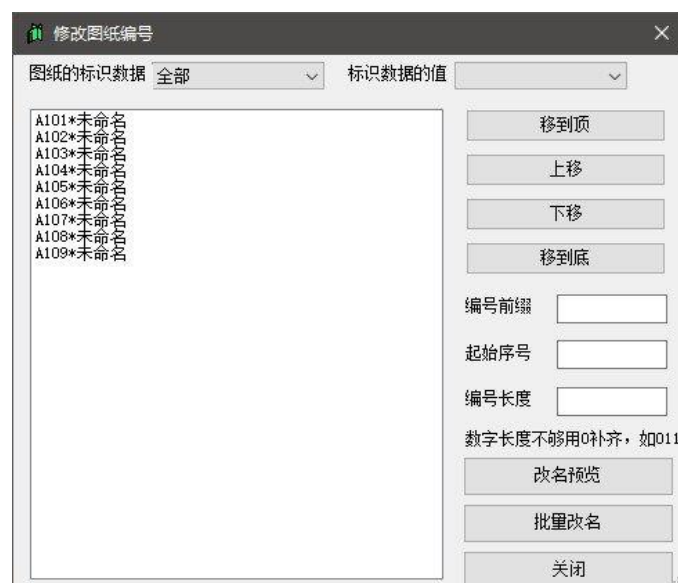 修改图纸编号
图纸的标识数据 全部 标识数据的值
A101*未命名
A102*未命名
A103*未命名
A104*未命名
A105*未命名
A106*未命名
A107*未命名
A108*未命名
A109*未命名
移到顶
上移
下移
移到底
编号前缀
起始序号
编号长度
数字长度不够用0补齐，如011
改名预览
批量改名
关闭